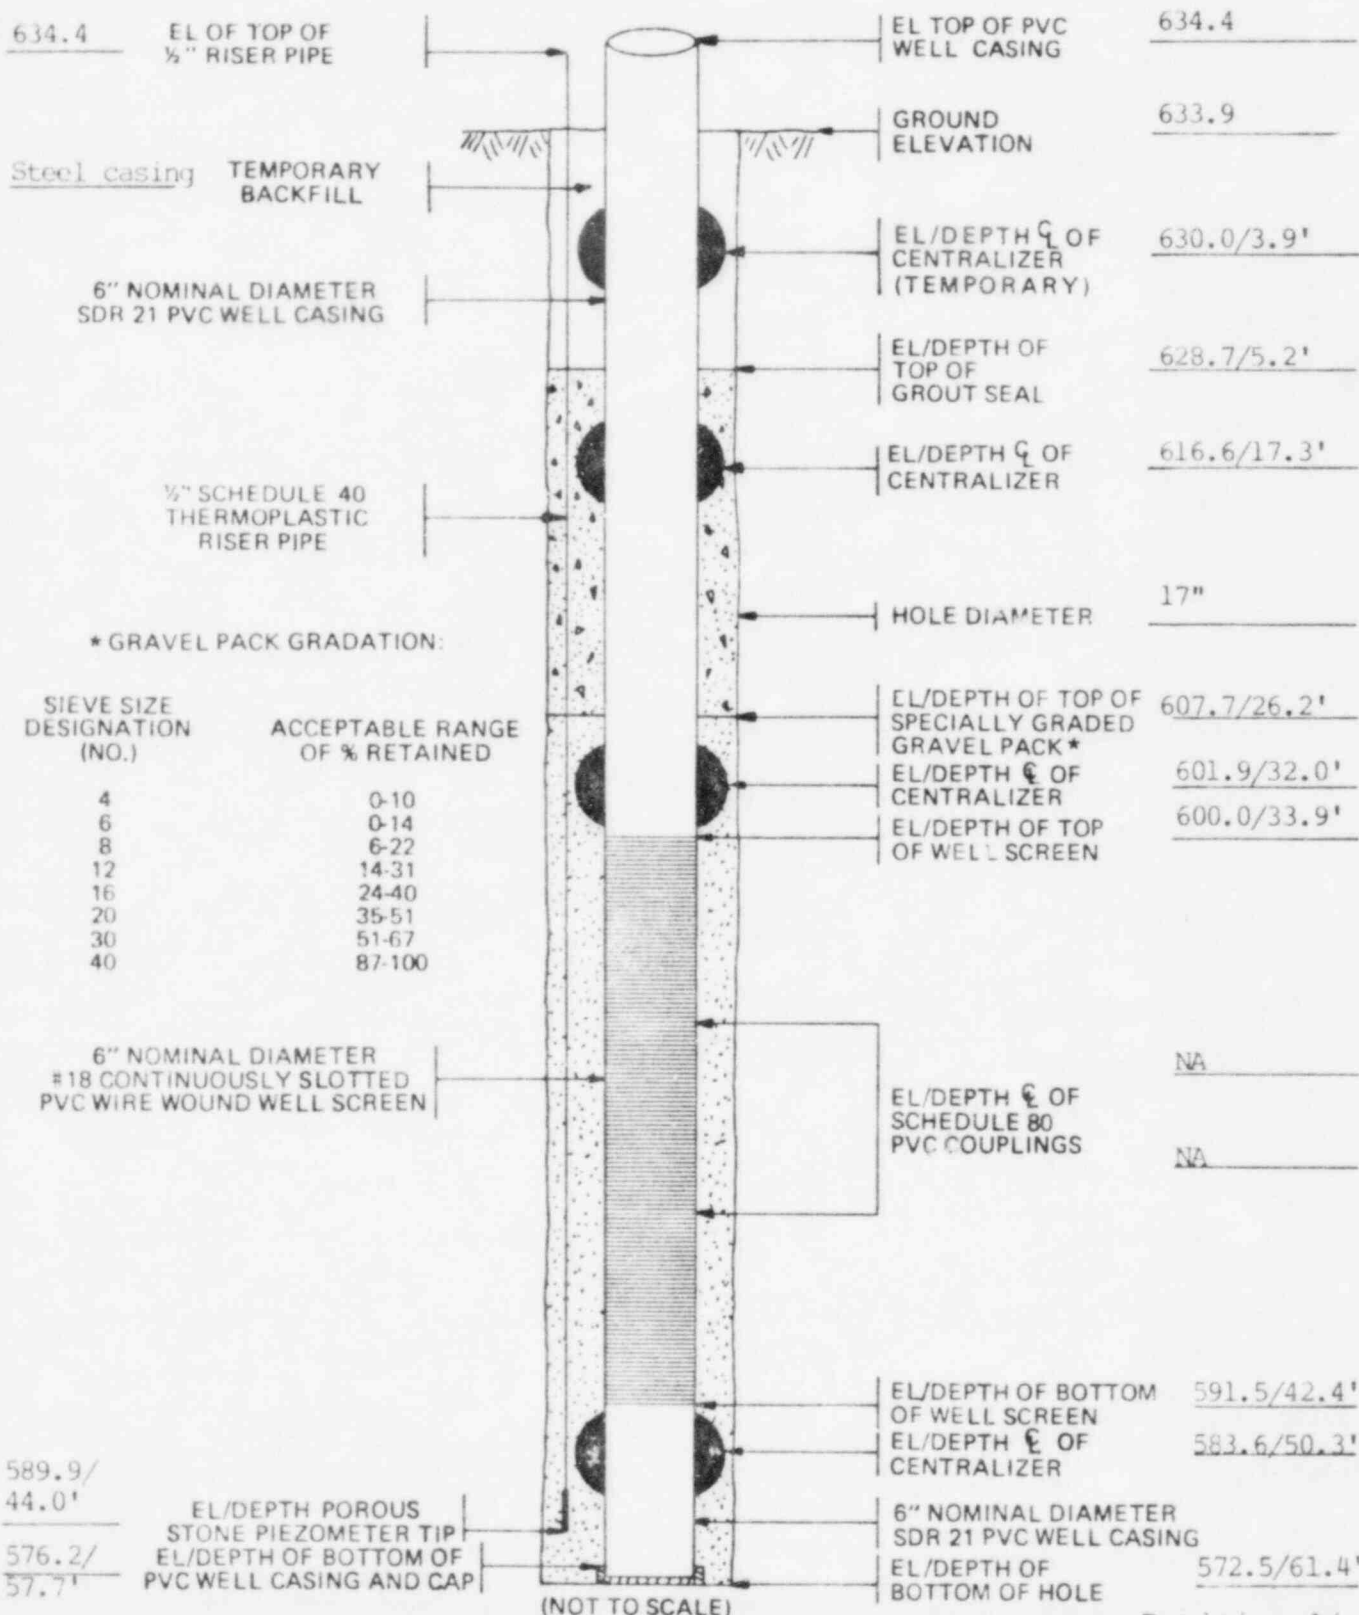 634.4
EL OF TOP OF
½" RISER PIPE
EL TOP OF PVC
WELL CASING
634.4
GROUND
ELEVATION
633.9
Steel casing
TEMPORARY
BACKFILL
EL/DEPTH ℄ OF
CENTRALIZER
(TEMPORARY)
630.0/3.9'
6" NOMINAL DIAMETER
SDR 21 PVC WELL CASING
EL/DEPTH OF
TOP OF
GROUT SEAL
628.7/5.2'
EL/DEPTH ℄ OF
CENTRALIZER
616.6/17.3'
½" SCHEDULE 40
THERMOPLASTIC
RISER PIPE
HOLE DIAMETER
17"
* GRAVEL PACK GRADATION:
SIEVE SIZE
DESIGNATION
(NO.)
ACCEPTABLE RANGE
OF % RETAINED
4 0-10
6 0-14
8 6-22
12 14-31
16 24-40
20 35-51
30 51-67
40 87-100
EL/DEPTH OF TOP OF
SPECIALLY GRADED
GRAVEL PACK *
607.7/26.2'
EL/DEPTH ℄ OF
CENTRALIZER
601.9/32.0'
EL/DEPTH OF TOP
OF WELL SCREEN
600.0/33.9'
6" NOMINAL DIAMETER
#18 CONTINUOUSLY SLOTTED
PVC WIRE WOUND WELL SCREEN
EL/DEPTH ℄ OF
SCHEDULE 80
PVC COUPLINGS
NA
NA
EL/DEPTH OF BOTTOM
OF WELL SCREEN
591.5/42.4'
EL/DEPTH ℄ OF
CENTRALIZER
583.6/50.3'
589.9/
44.0'
EL/DEPTH POROUS
STONE PIEZOMETER TIP
6" NOMINAL DIAMETER
SDR 21 PVC WELL CASING
576.2/
57.7'
EL/DEPTH OF BOTTOM OF
PVC WELL CASING AND CAP
EL/DEPTH OF
BOTTOM OF HOLE
572.5/61.4'
(NOT TO SCALE)